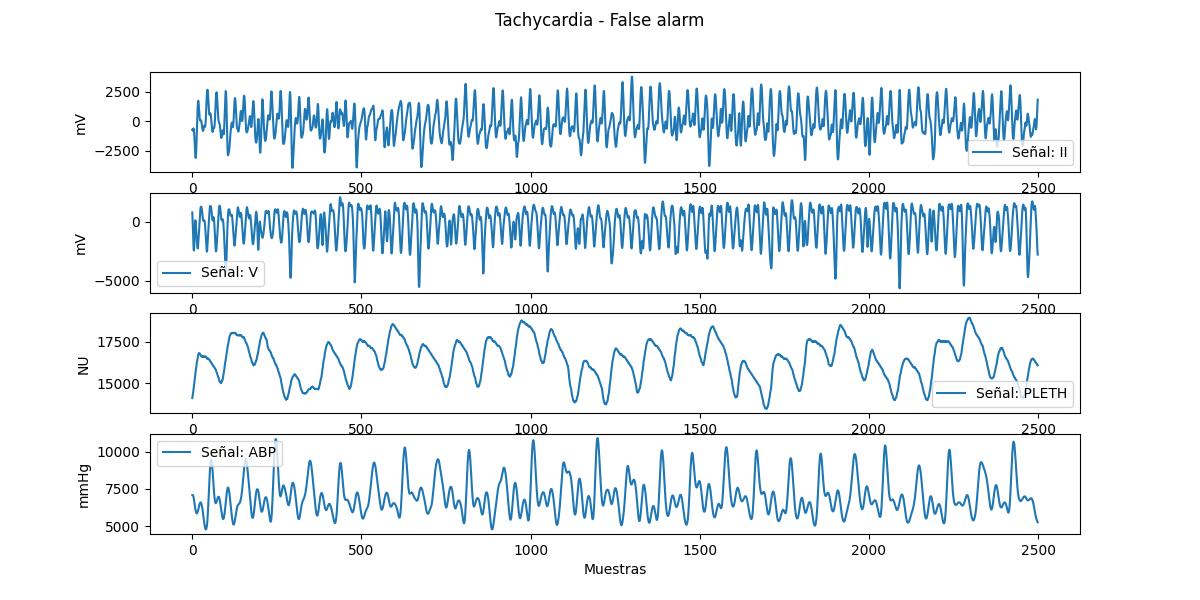 Tachycardia - False alarm
2500
0
−2500
mV
Señal: II
0 500 1000 1500 2000 2500
0
−5000
mV
Señal: V
0 500 1000 1500 2000 2500
17500
15000
NU
Señal: PLETH
0 500 1000 1500 2000 2500
10000
7500
5000
mmHg
Señal: ABP
0 500 1000 1500 2000 2500
Muestras